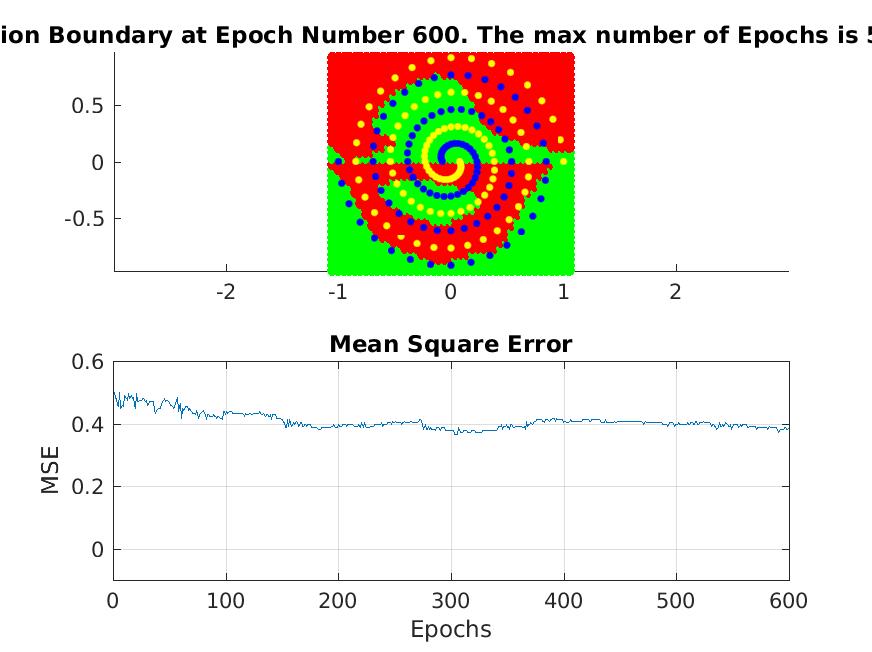 ion Boundary at Epoch Number 600. The max number of Epochs is 5
0.5
0
-0.5
-2 -1 0 1 2
Mean Square Error
0.6
0.4
0.2
0
MSE
0 100 200 300 400 500 600
Epochs